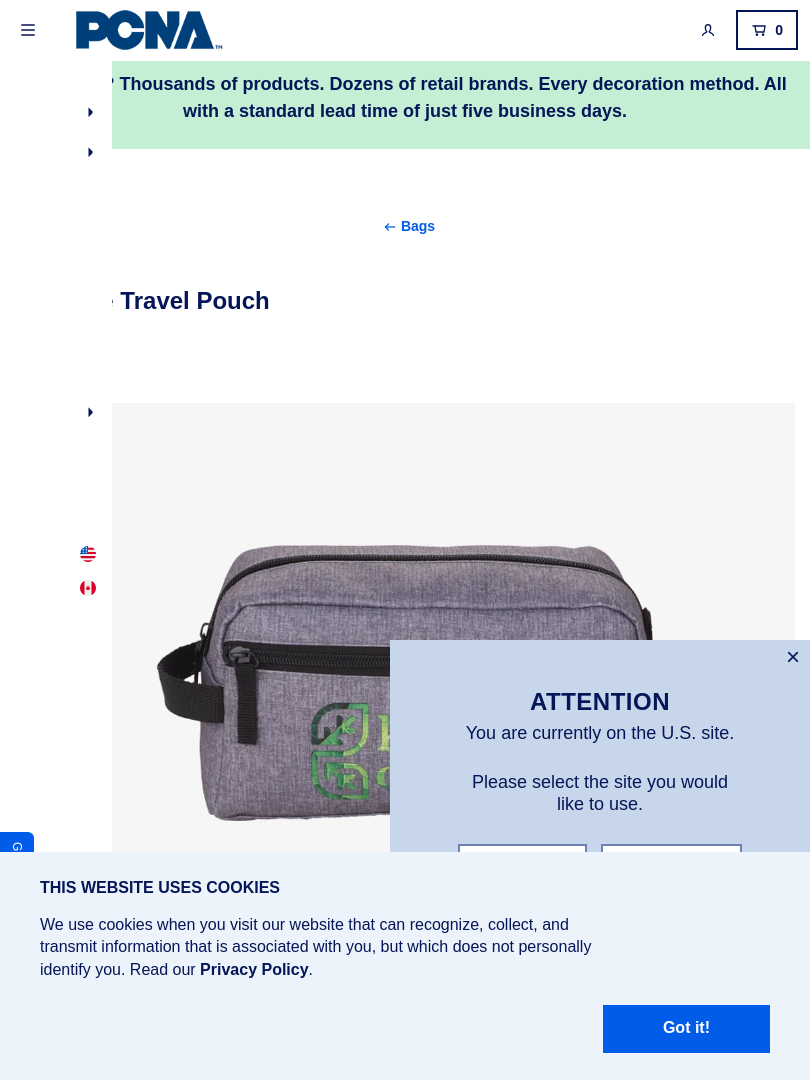 PCNA™
0
Thousands of products. Dozens of retail brands. Every decoration method. All
with a standard lead time of just five business days.
← Bags
Travel Pouch
ATTENTION
You are currently on the U.S. site.
Please select the site you would
like to use.
G
THIS WEBSITE USES COOKIES
We use cookies when you visit our website that can recognize, collect, and
transmit information that is associated with you, but which does not personally
identify you. Read our Privacy Policy.
Got it!